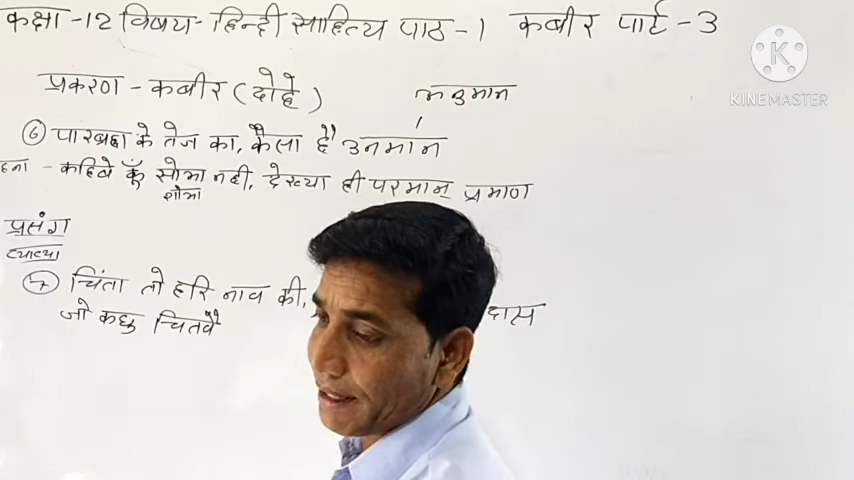 कक्षा -12 विषय- हिन्दी साहित्य पाठ -1 कबीर पार्ट -3
K
KINEMASTER
प्रकरण - कबीर (दोहे)
अनुमान
6 पारब्रह्म के तेज का, कैसा है उनमान
हना - कहिबे कूँ सोभा नहीं, देख्या ही परमान् प्रमाण
शोभा
प्रसंग
व्याख्या
7 चिंता तो हरि नाव की, दास
जो कछु चितवै